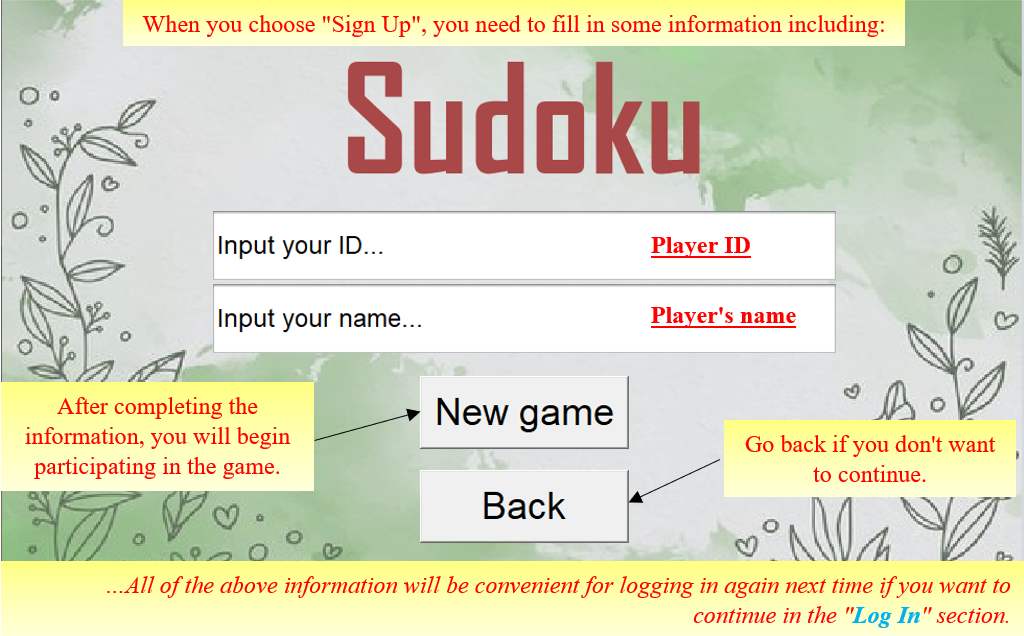 When you choose "Sign Up", you need to fill in some information including:
Sudoku
Input your ID... Player ID
Input your name... Player's name
After completing the
information, you will begin
participating in the game.
New game
Go back if you don't want
to continue.
Back
...All of the above information will be convenient for logging in again next time if you want to
continue in the "Log In" section.